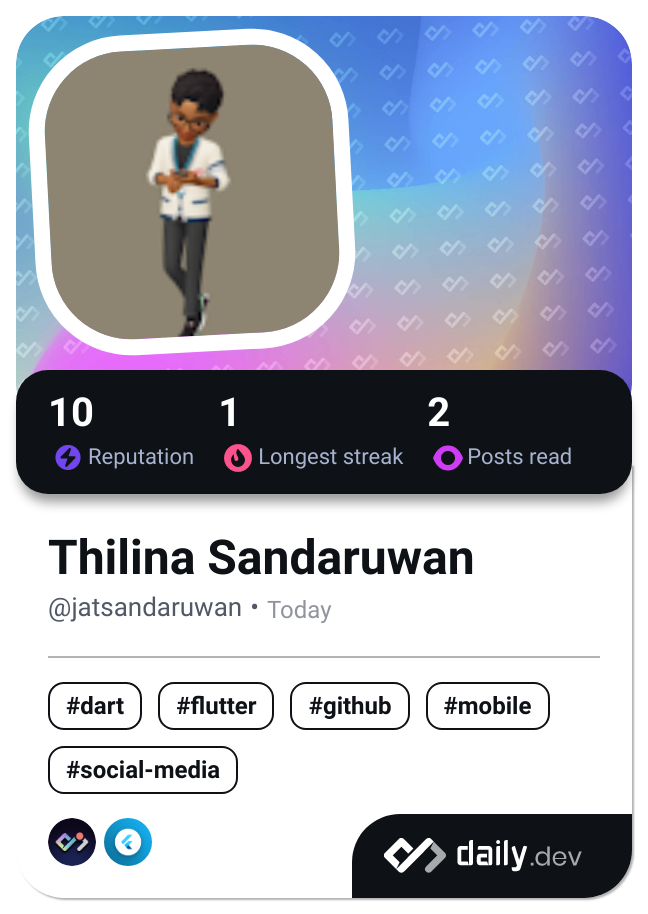 10 1 2
Reputation Longest streak Posts read
Thilina Sandaruwan
@jatsandaruwan • Today
#dart #flutter #github #mobile
#social-media
daily.dev